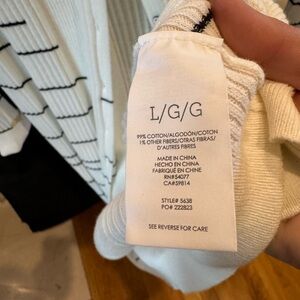 L/G/G
99% COTTON/ALGODÓN/COTON
1% OTHER FIBERS/OTRAS FIBRAS/
D'AUTRES FIBRES
MADE IN CHINA
HECHO EN CHINA
FABRIQUÉ EN CHINE
RN#54077
CA#59814
STYLE# 5638
PO# 222823
SEE REVERSE FOR CARE